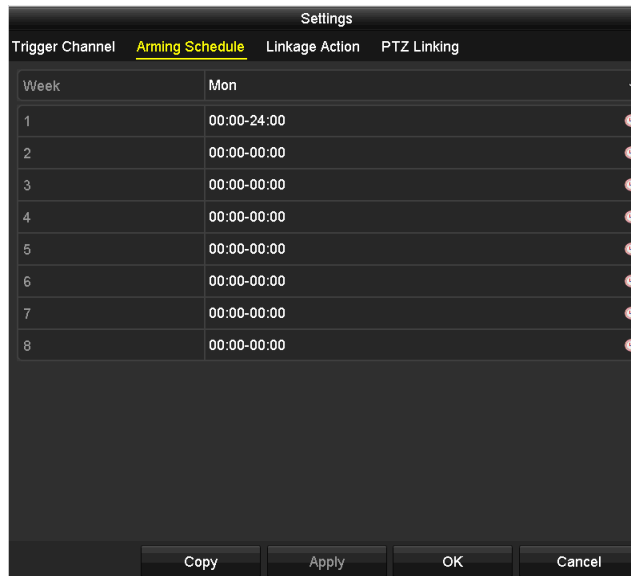 Settings
Trigger Channel Arming Schedule Linkage Action PTZ Linking
Week Mon
1 00:00-24:00
2 00:00-00:00
3 00:00-00:00
4 00:00-00:00
5 00:00-00:00
6 00:00-00:00
7 00:00-00:00
8 00:00-00:00
Copy Apply OK Cancel